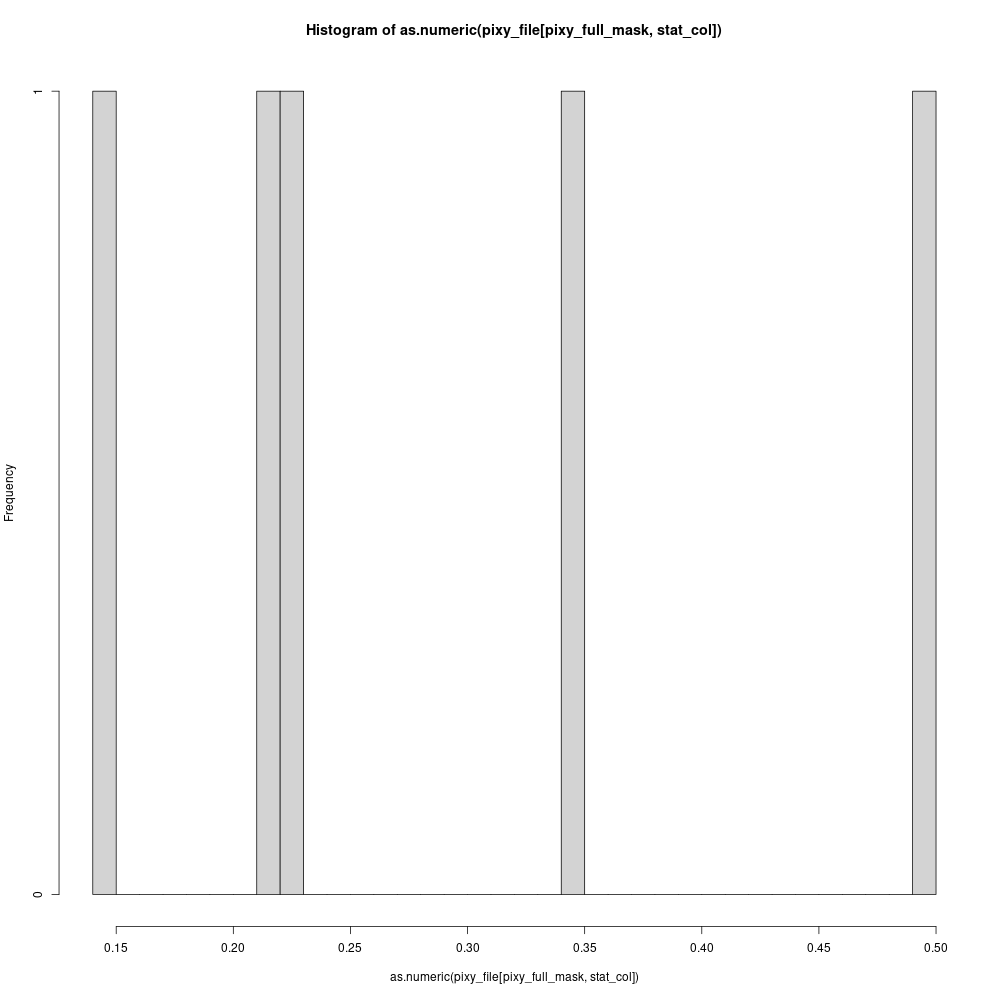 Histogram of as.numeric(pixy_file[pixy_full_mask, stat_col])
1
Frequency
0
0.15 0.20 0.25 0.30 0.35 0.40 0.45 0.50
as.numeric(pixy_file[pixy_full_mask, stat_col])